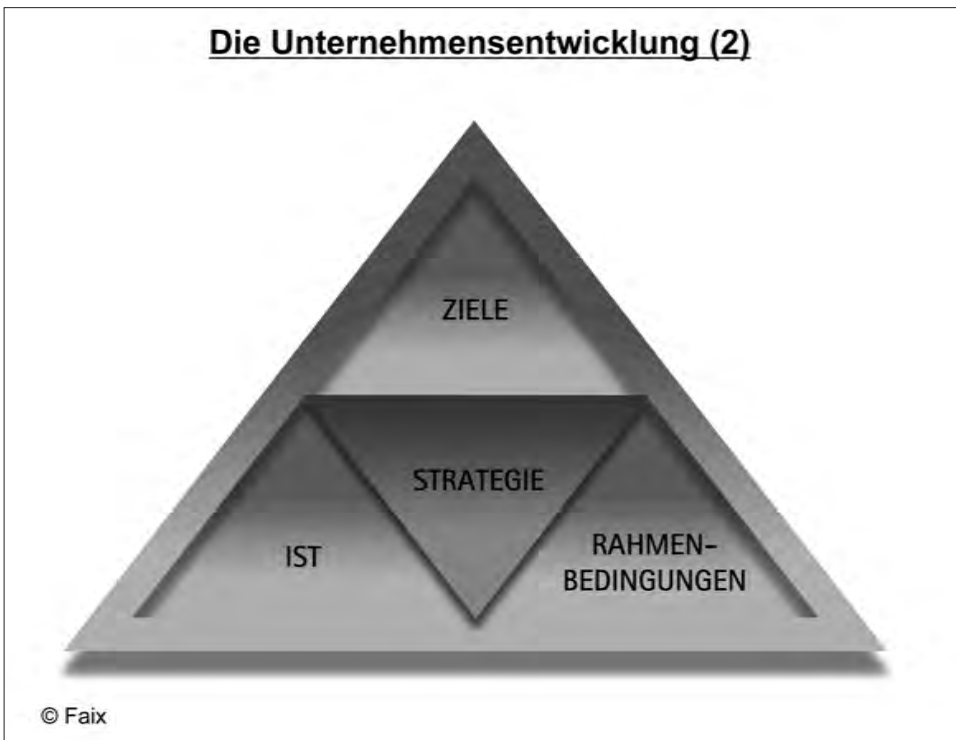 Die Unternehmensentwicklung (2)
ZIELE
STRATEGIE
IST
RAHMEN-
BEDINGUNGEN
© Faix